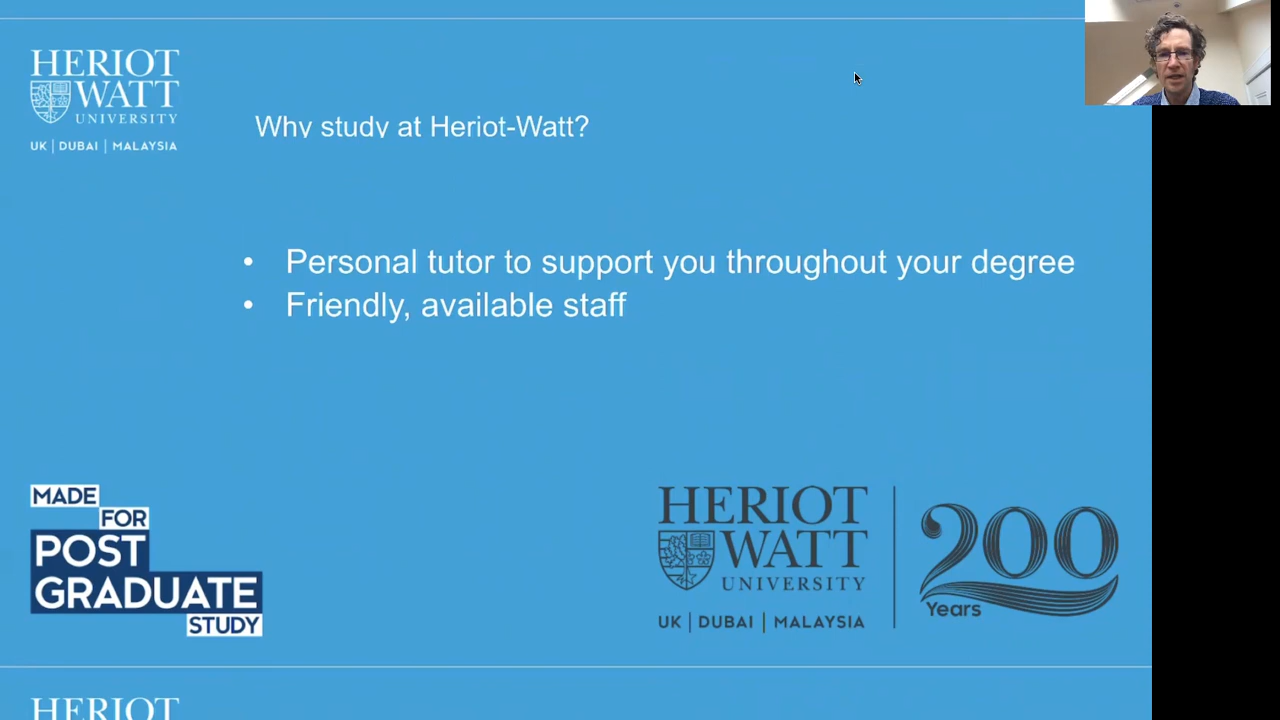 HERIOT
WATT
UNIVERSITY
UK | DUBAI | MALAYSIA
Why study at Heriot-Watt?
• Personal tutor to support you throughout your degree
• Friendly, available staff
MADE
FOR
POST
GRADUATE
STUDY
HERIOT
WATT
UNIVERSITY
UK | DUBAI | MALAYSIA
200
Years
HERIOT